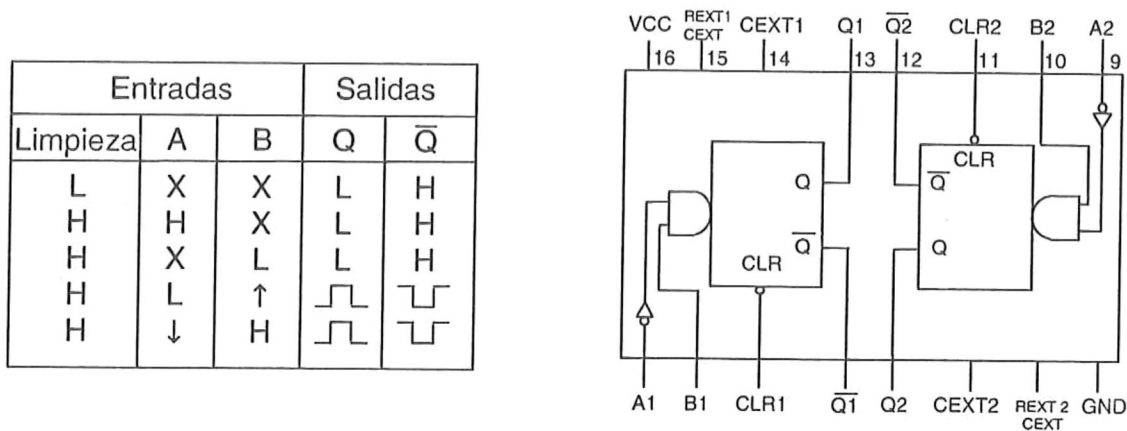 Entradas Salidas
Limpieza A B Q Q̅
L X X L H
H H X L H
H X L L H
H L ↑
H ↓ H
VCC REXT1 CEXT CEXT1 Q1 Q̅2 CLR2 B2 A2
16 15 14 13 12 11 10 9
Q
Q̅
CLR
CLR
Q̅
Q
A1 B1 CLR1 Q̅1 Q2 CEXT2 REXT 2 CEXT GND